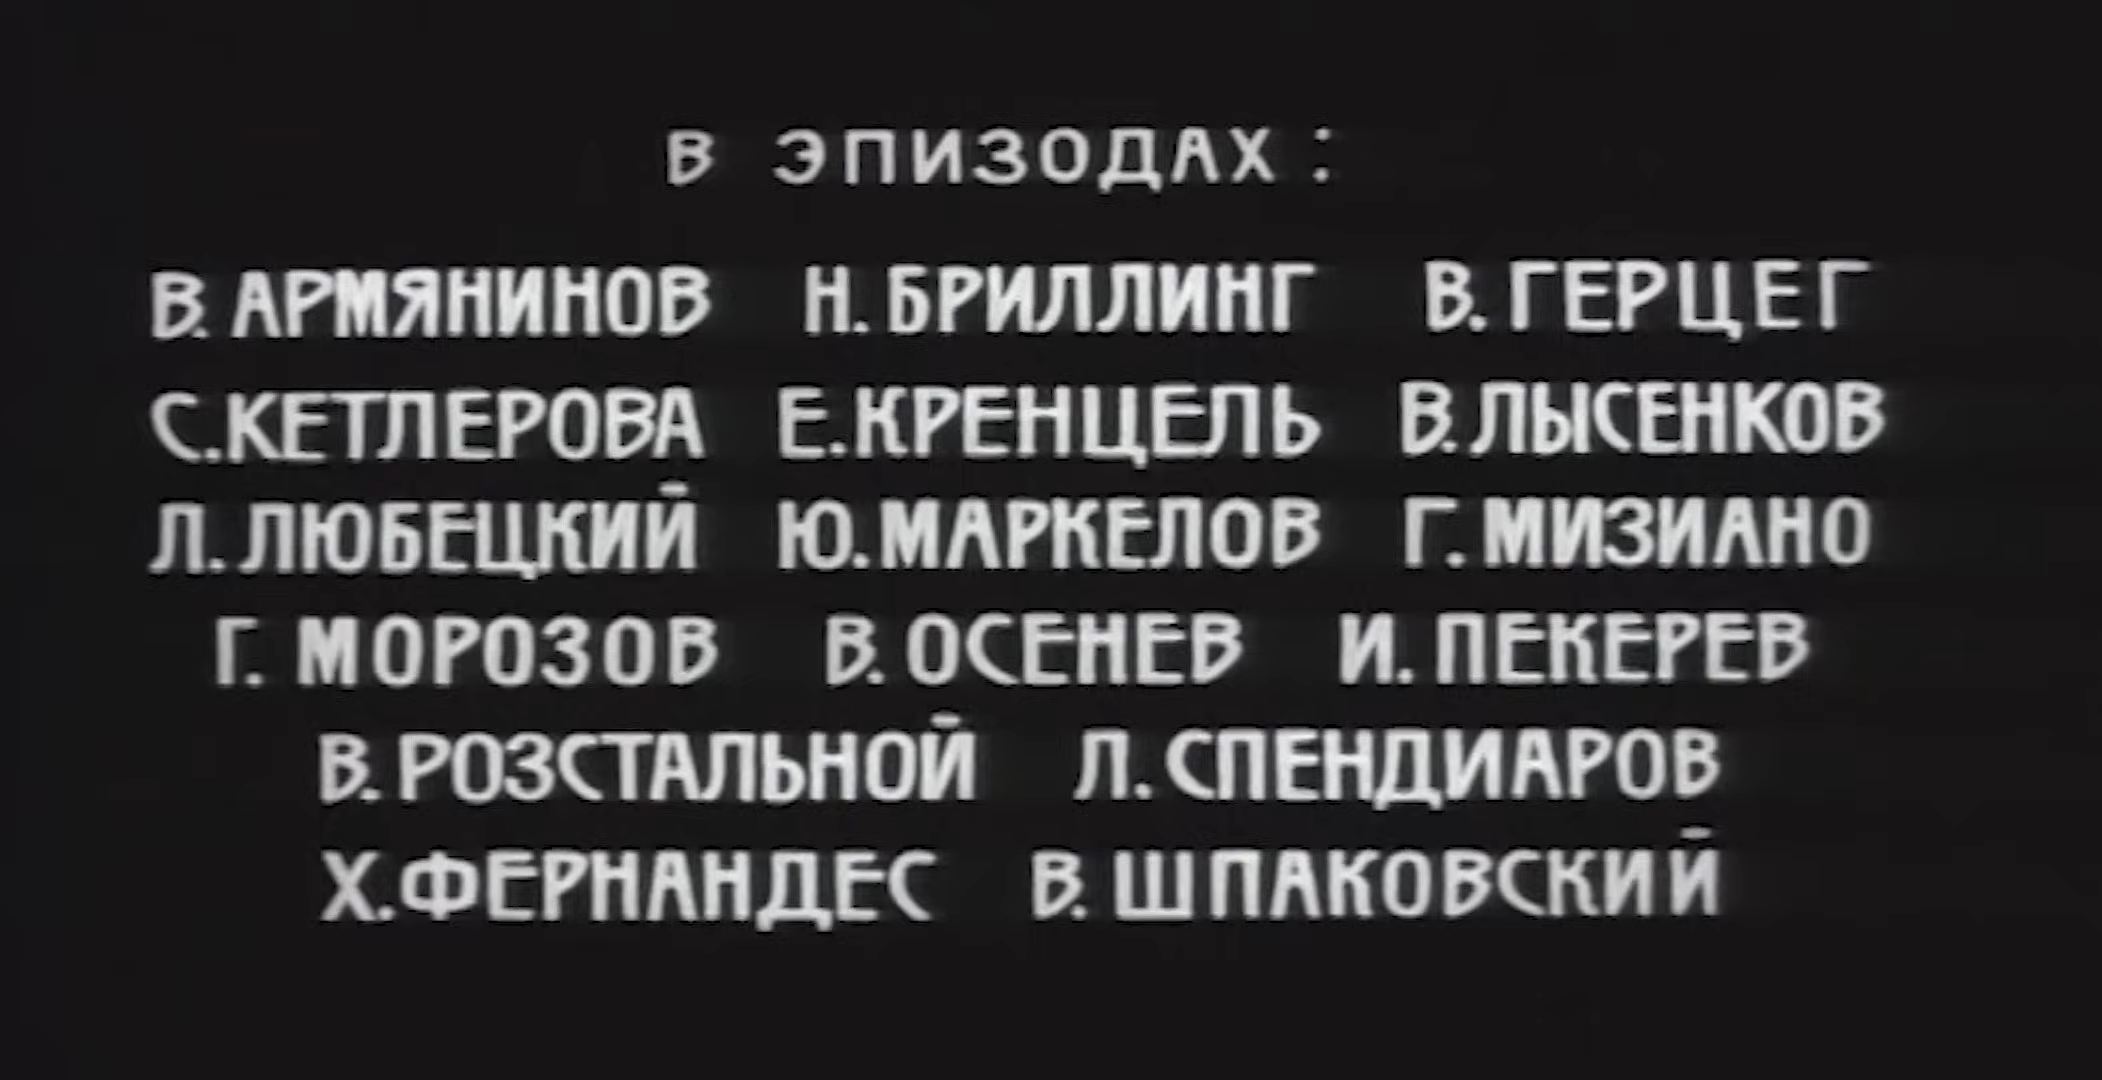 В ЭПИЗОДАХ:
В. АРМЯНИНОВ Н. БРИЛЛИНГ В. ГЕРЦЕГ
С. КЕТЛЕРОВА Е. КРЕНЦЕЛЬ В. ЛЫСЕНКОВ
Л. ЛЮБЕЦКИЙ Ю. МАРКЕЛОВ Г. МИЗИАНО
Г. МОРОЗОВ В. ОСЕНЕВ И. ПЕКЕРЕВ
В. РОЗСТАЛЬНОЙ Л. СПЕНДИАРОВ
Х. ФЕРНАНДЕС В. ШПАКОВСКИЙ